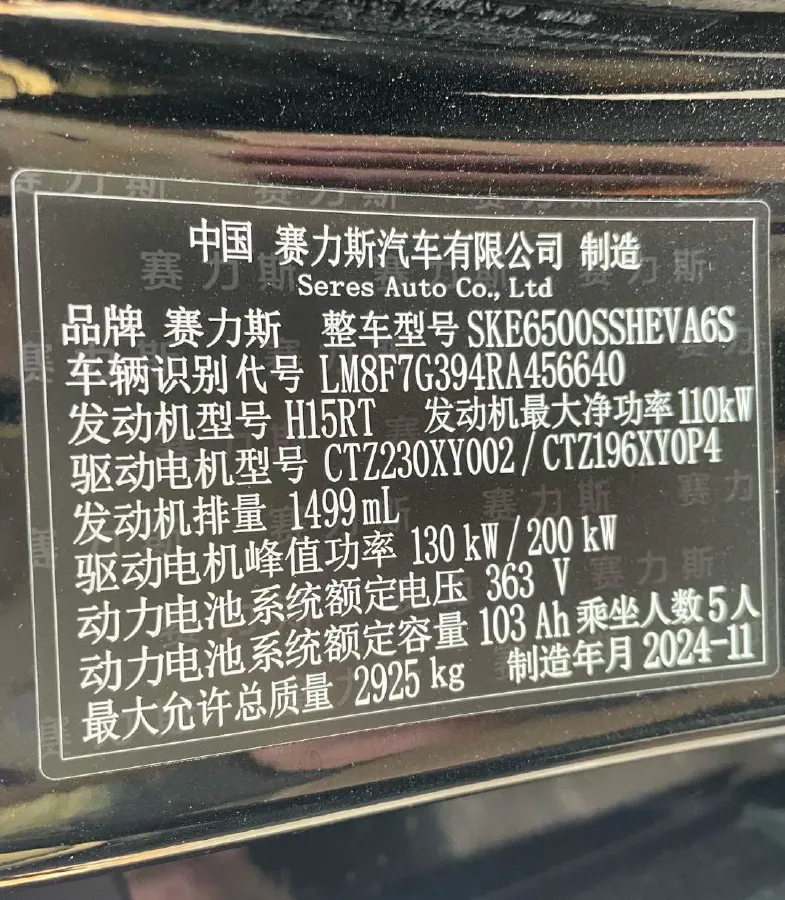 中国 赛力斯汽车有限公司 制造
Seres Auto Co., Ltd
品牌 赛力斯 整车型号 SKE6500SSHEVA6S
车辆识别代号 LM8F7G394RA456640
发动机型号 H15RT 发动机最大净功率 110kW
驱动电机型号 CTZ230XY002 / CTZ196XY0P4
发动机排量 1499 mL
驱动电机峰值功率 130 kW / 200 kW
动力电池系统额定电压 363 V
动力电池系统额定容量 103 Ah 乘坐人数 5 人
最大允许总质量 2925 kg 制造年月 2024-11